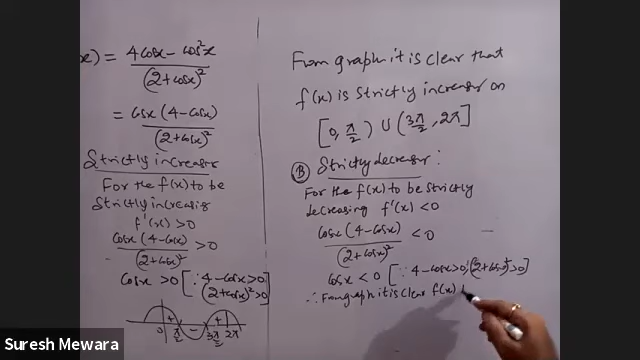 x) = 4cosx - cos²x / (2+cosx)²
= cosx (4-cosx) / (2+cosx)²
Strictly increasing
For the f(x) to be
strictly increasing
f'(x) > 0
cosx (4-cosx) / (2+cosx)² > 0
cosx > 0 [∵ 4-cosx>0
(2+cosx)²>0]
+ - +
0 π/2 3π/2 2π
From graph it is clear that
f(x) is strictly increasing on
[0, π/2) ∪ (3π/2, 2π]
(B) Strictly decreasing :
For the f(x) to be strictly
decreasing f'(x) < 0
cosx (4-cosx) / (2+cosx)² < 0
cosx < 0 [∵ 4-cosx>0, (2+cosx)²>0]
∴ From graph it is clear f(x)
Suresh Mewara